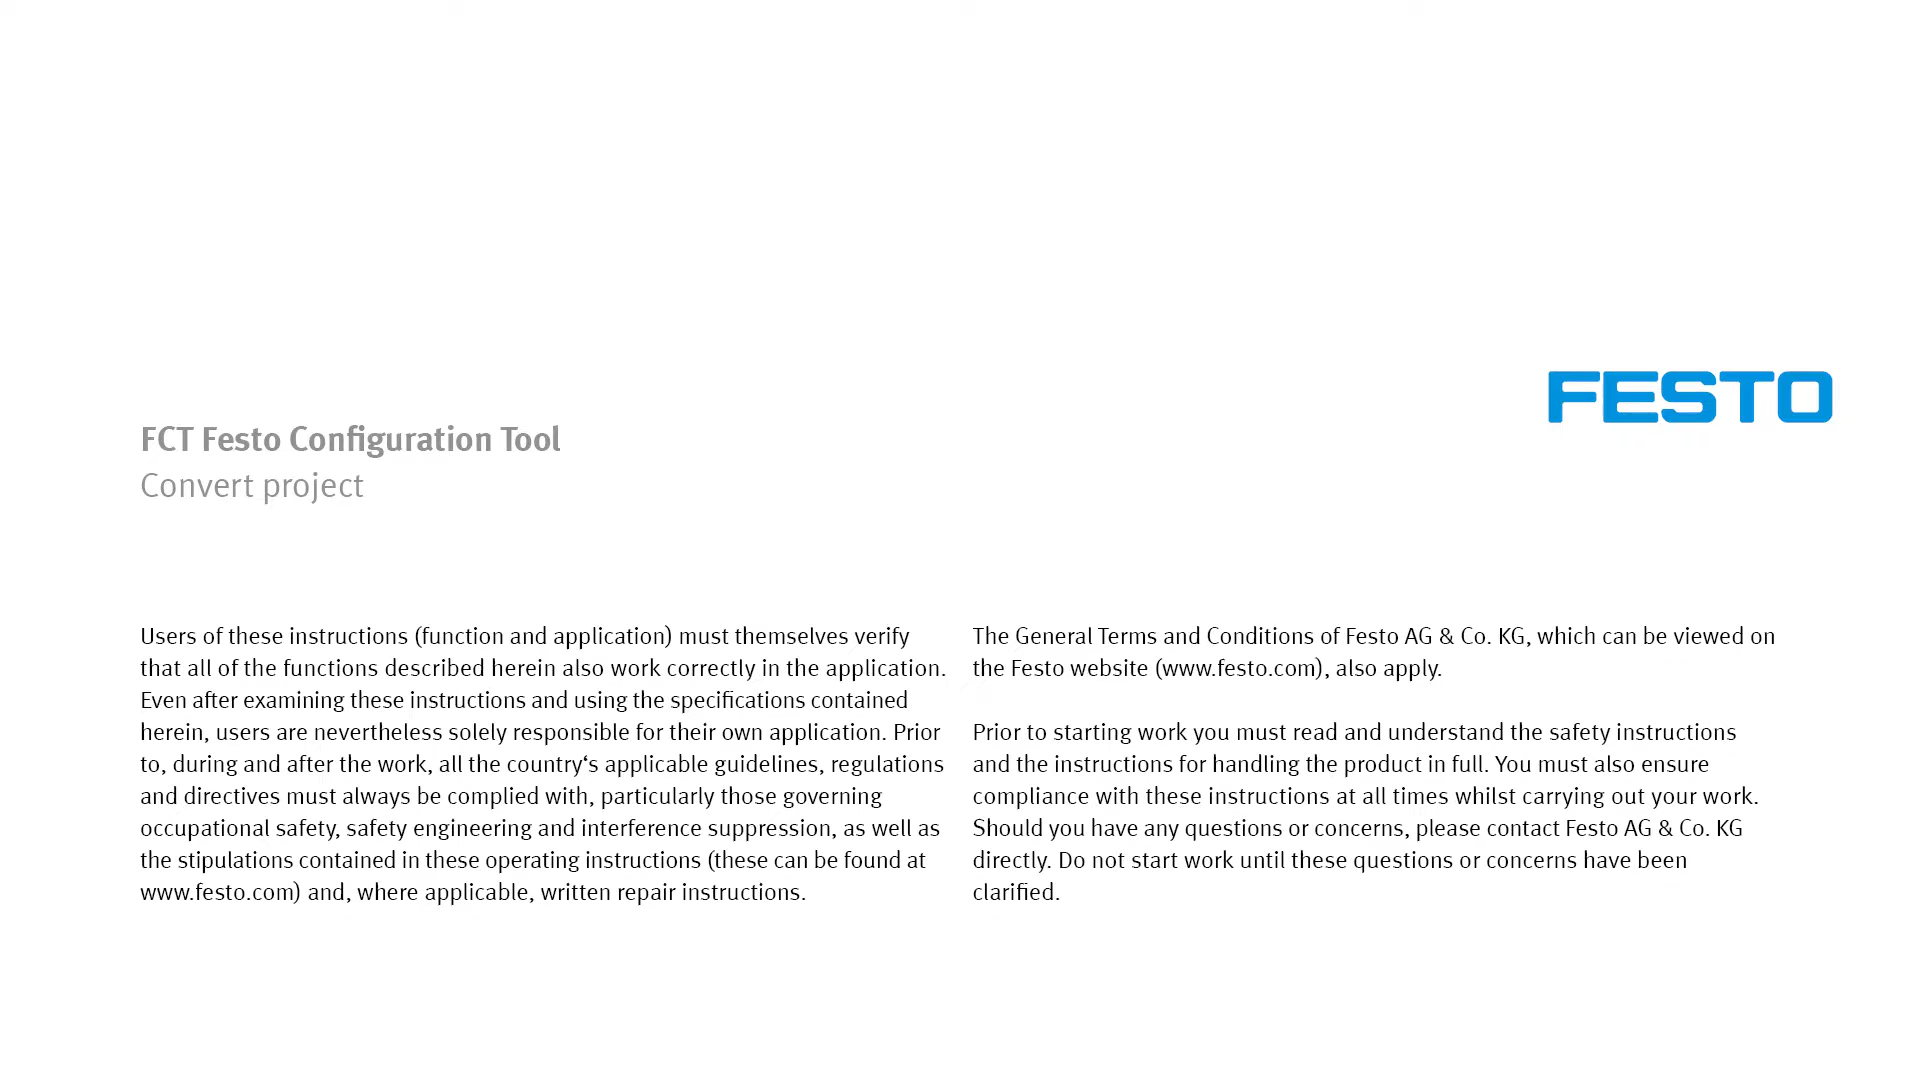 FESTO
FCT Festo Configuration Tool
Convert project
Users of these instructions (function and application) must themselves verify
that all of the functions described herein also work correctly in the application.
Even after examining these instructions and using the specifications contained
herein, users are nevertheless solely responsible for their own application. Prior
to, during and after the work, all the country‘s applicable guidelines, regulations
and directives must always be complied with, particularly those governing
occupational safety, safety engineering and interference suppression, as well as
the stipulations contained in these operating instructions (these can be found at
www.festo.com) and, where applicable, written repair instructions.
The General Terms and Conditions of Festo AG & Co. KG, which can be viewed on
the Festo website (www.festo.com), also apply.
Prior to starting work you must read and understand the safety instructions
and the instructions for handling the product in full. You must also ensure
compliance with these instructions at all times whilst carrying out your work.
Should you have any questions or concerns, please contact Festo AG & Co. KG
directly. Do not start work until these questions or concerns have been
clarified.